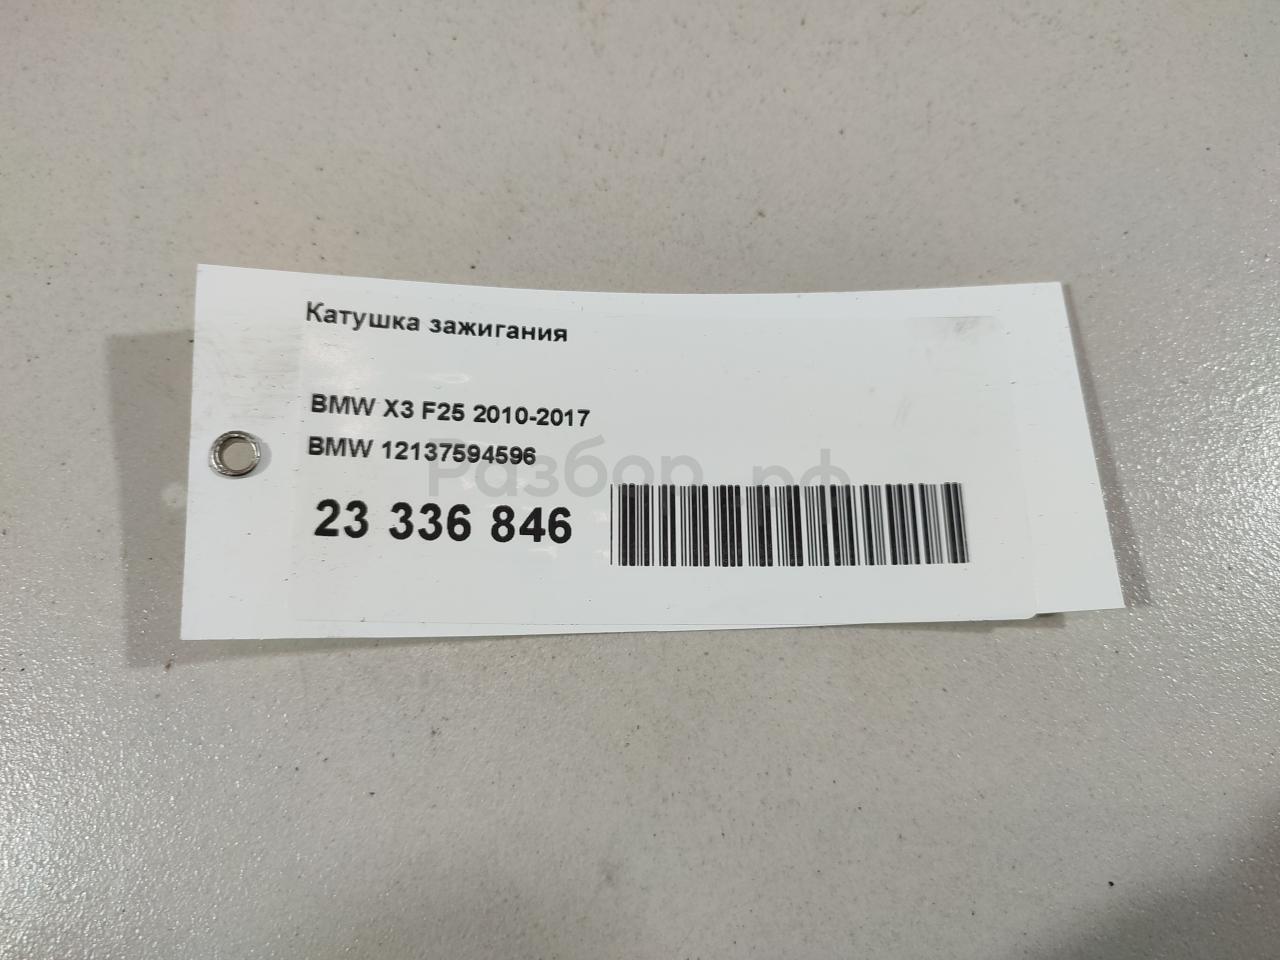 Катушка зажигания
BMW X3 F25 2010-2017
BMW 12137594596
Разбор.рф
23 336 846